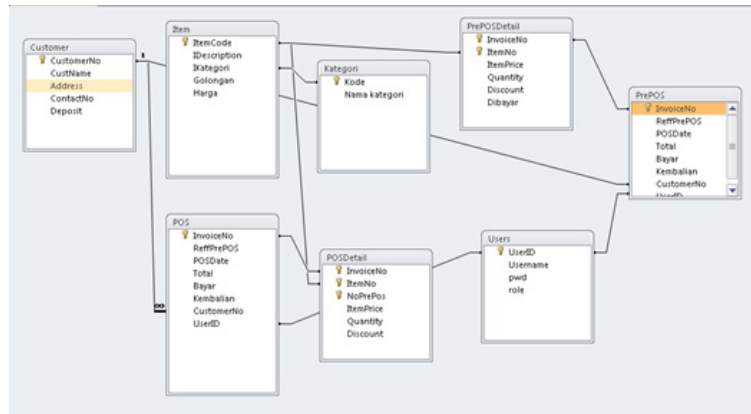 Customer
CustomerNo
CustName
Address
ContactNo
Deposit
1
Item
ItemCode
IDescription
IKategori
Golongan
Harga
Kategori
Kode
Nama kategori
PrePOSDetail
InvoiceNo
ItemNo
ItemPrice
Quantity
Discount
Dibayar
PrePOS
InvoiceNo
ReffPrePOS
POSDate
Total
Bayar
Kembalian
CustomerNo
UserID
POS
InvoiceNo
ReffPrePOS
POSDate
Total
Bayar
Kembalian
CustomerNo
UserID
∞
POSDetail
InvoiceNo
ItemNo
NoPrePos
ItemPrice
Quantity
Discount
Users
UserID
Username
pwd
role